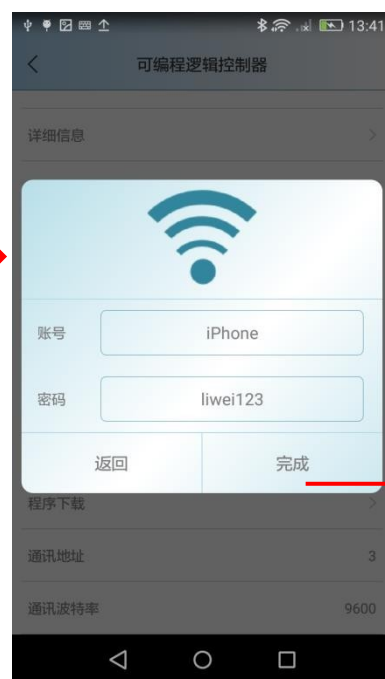 13:41
可编程逻辑控制器
详细信息
账号 iPhone
密码 liwei123
返回 完成
程序下载
通讯地址 3
通讯波特率 9600